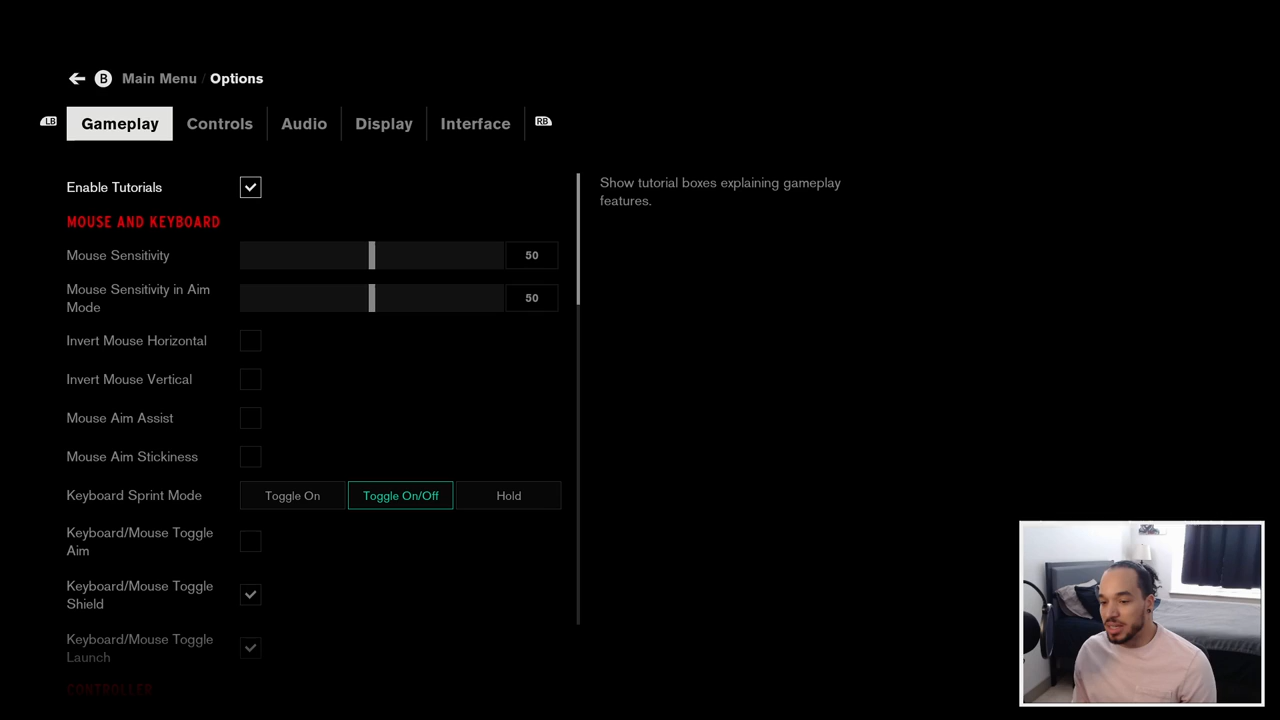 B Main Menu / Options
LB Gameplay Controls Audio Display Interface RB
Enable Tutorials
Show tutorial boxes explaining gameplay
features.
MOUSE AND KEYBOARD
Mouse Sensitivity 50
Mouse Sensitivity in Aim
Mode
50
Invert Mouse Horizontal
Invert Mouse Vertical
Mouse Aim Assist
Mouse Aim Stickiness
Keyboard Sprint Mode Toggle On Toggle On/Off Hold
Keyboard/Mouse Toggle
Aim
Keyboard/Mouse Toggle
Shield
Keyboard/Mouse Toggle
Launch
CONTROLLER